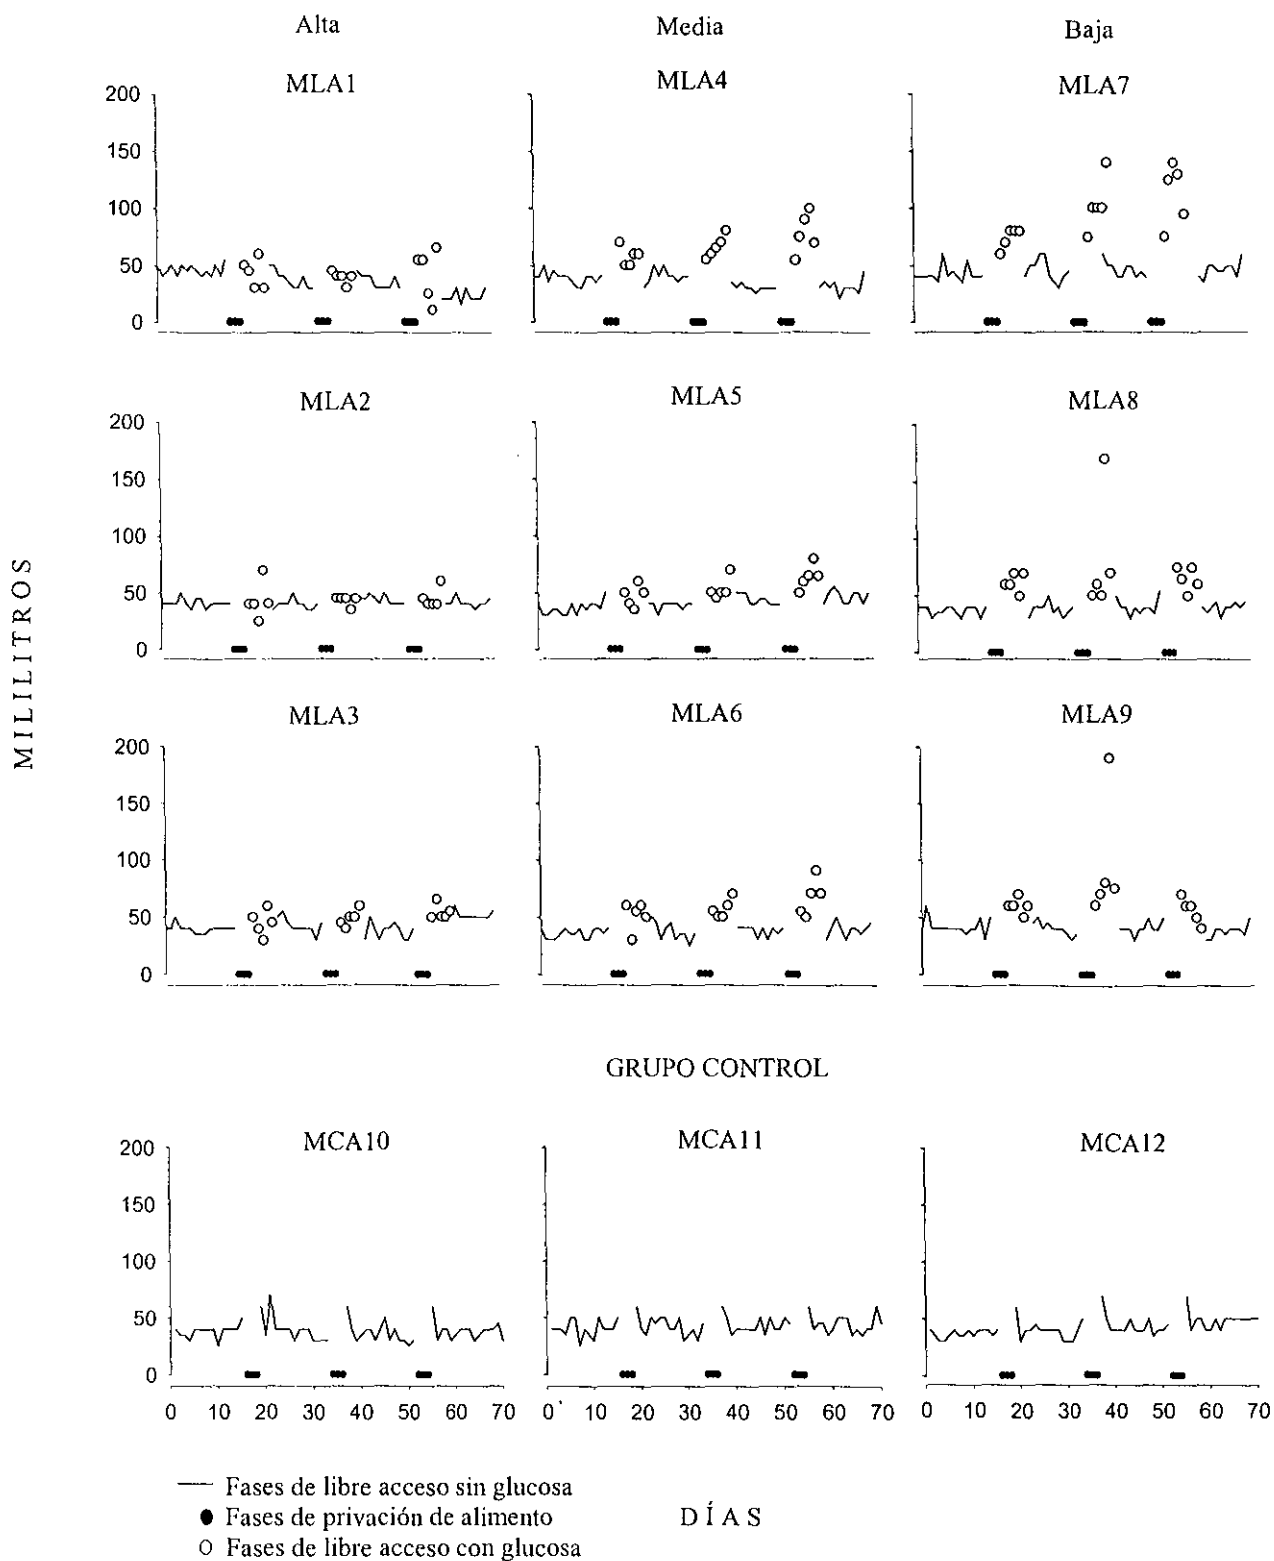 Alta Media Baja
MLA1 MLA4 MLA7
200
150
100
50
0
MLA2 MLA5 MLA8
200
150
100
50
0
MILILITROS
MLA3 MLA6 MLA9
200
150
100
50
0
GRUPO CONTROL
MCA10 MCA11 MCA12
200
150
100
50
0
0 10 20 30 40 50 60 70 0 10 20 30 40 50 60 70 0 10 20 30 40 50 60 70
Fases de libre acceso sin glucosa
Fases de privación de alimento
DÍAS
Fases de libre acceso con glucosa